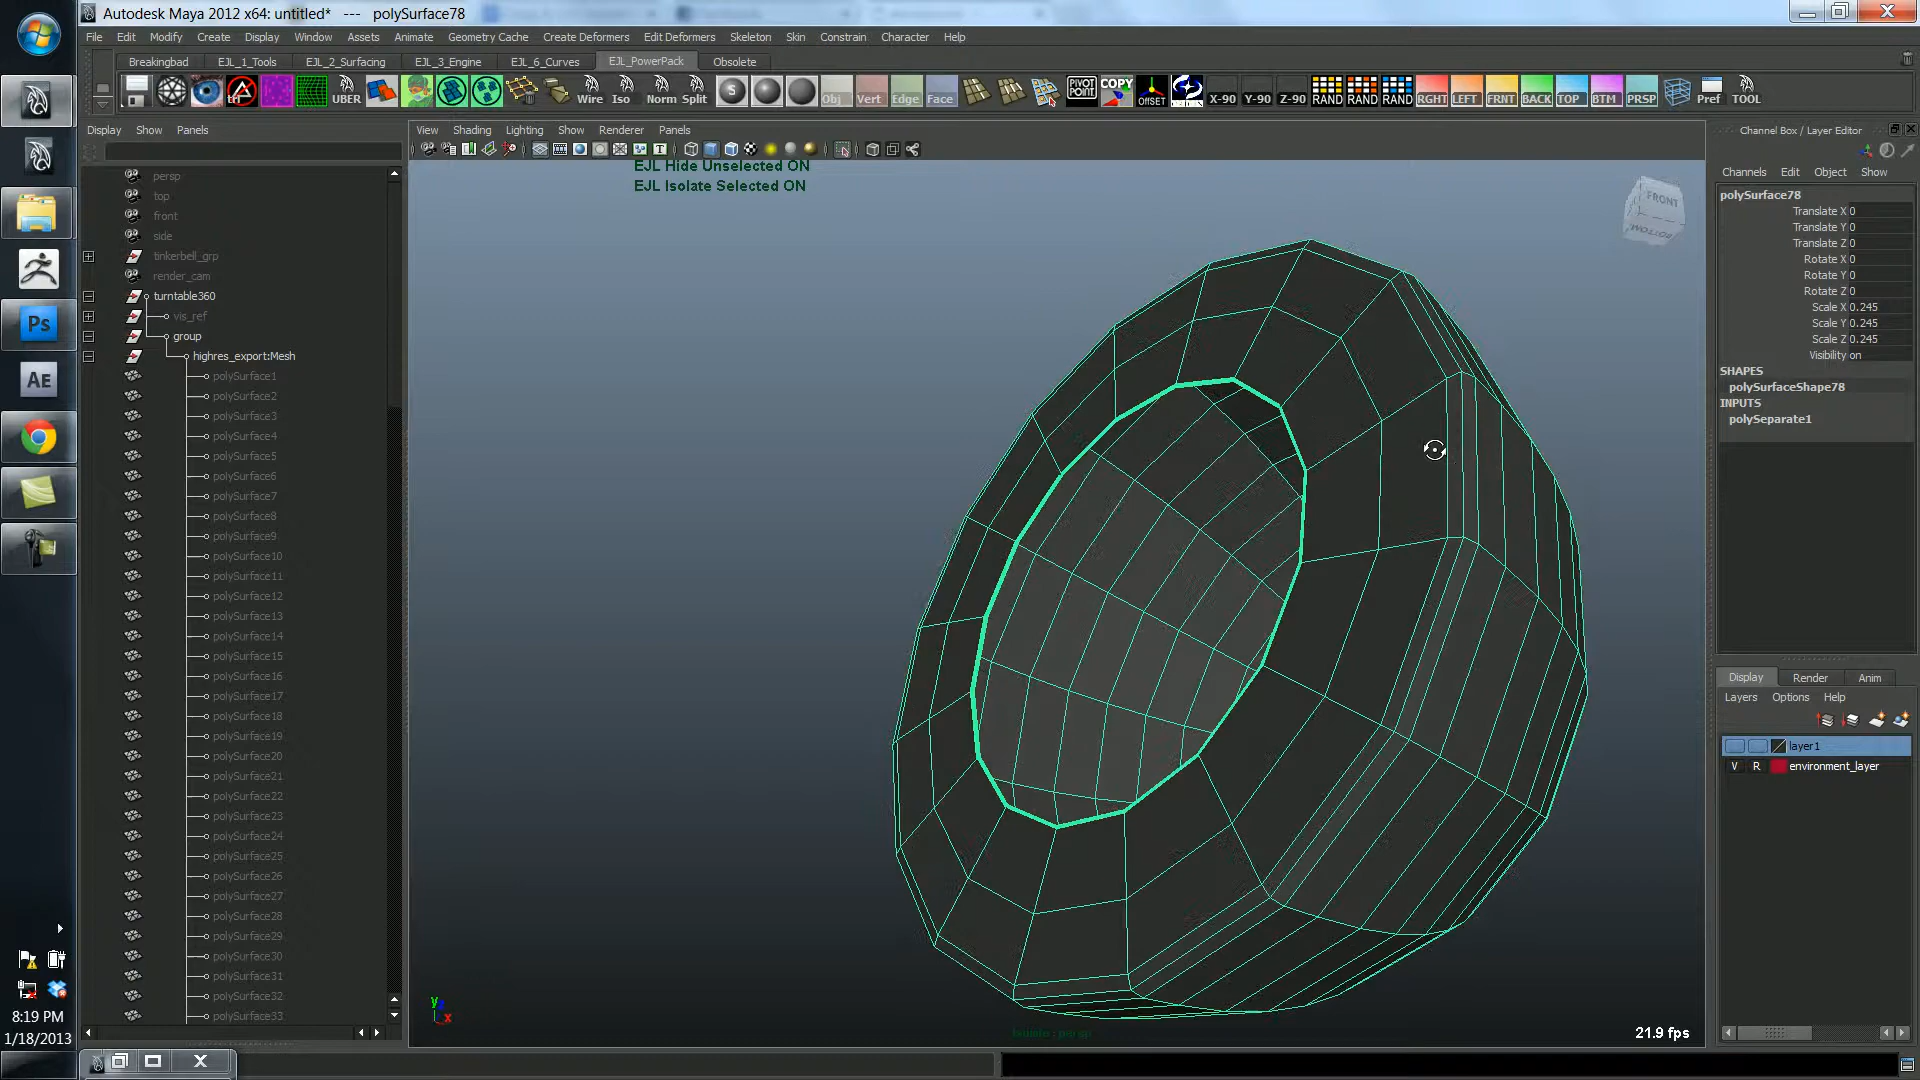 Autodesk Maya 2012 x64: untitled* --- polySurface78
File Edit Modify Create Display Window Assets Animate Geometry Cache Create Deformers Edit Deformers Skeleton Skin Constrain Character Help
Breakingbad EJL_1_Tools EJL_2_Surfacing EJL_3_Engine EJL_6_Curves EJL_PowerPack Obsolete
tri UBER Wire Iso Norm Split S Obj Vert Edge Face PIVOT POINT COPY OFFSET X-90 Y-90 Z-90 RAND RAND RAND RGHT LEFT FRNT BACK TOP BTM PRSP Pref TOOL
Display Show Panels
View Shading Lighting Show Renderer Panels
EJL Hide Unselected ON
EJL Isolate Selected ON
FRONT
BOTTOM
persp
top
front
side
tinkerbell_grp
render_cam
turntable360
vis_ref
group
highres_export:Mesh
polySurface1
polySurface2
polySurface3
polySurface4
polySurface5
polySurface6
polySurface7
polySurface8
polySurface9
polySurface10
polySurface11
polySurface12
polySurface13
polySurface14
polySurface15
polySurface16
polySurface17
polySurface18
polySurface19
polySurface20
polySurface21
polySurface22
polySurface23
polySurface24
polySurface25
polySurface26
polySurface27
polySurface28
polySurface29
polySurface30
polySurface31
polySurface32
polySurface33
Channel Box / Layer Editor
Channels Edit Object Show
polySurface78
Translate X 0
Translate Y 0
Translate Z 0
Rotate X 0
Rotate Y 0
Rotate Z 0
Scale X 0.245
Scale Y 0.245
Scale Z 0.245
Visibility on
SHAPES
polySurfaceShape78
INPUTS
polySeparate1
Display Render Anim
Layers Options Help
layer1
V R environment_layer
y
x
21.9 fps
Ps
AE
8:19 PM
1/18/2013